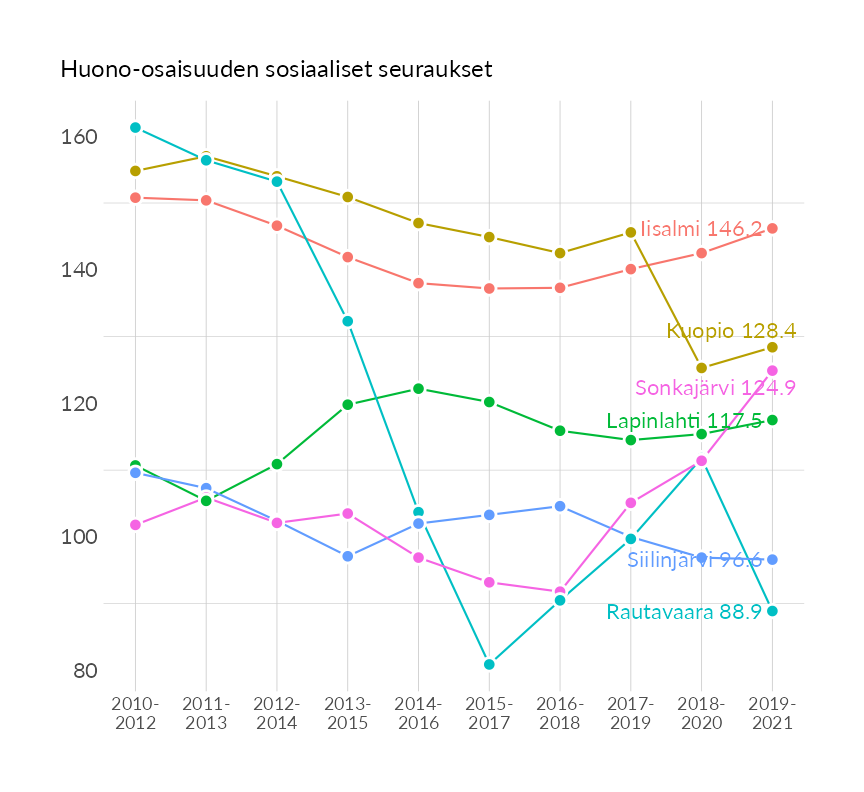 Huono-osaisuuden sosiaaliset seuraukset
160
140
120
100
80
Iisalmi 146.2
Kuopio 128.4
Sonkajärvi 124.9
Lapinlahti 117.5
Siilinjärvi 96.6
Rautavaara 88.9
2010- 2011- 2012- 2013- 2014- 2015- 2016- 2017- 2018- 2019-
2012 2013 2014 2015 2016 2017 2018 2019 2020 2021